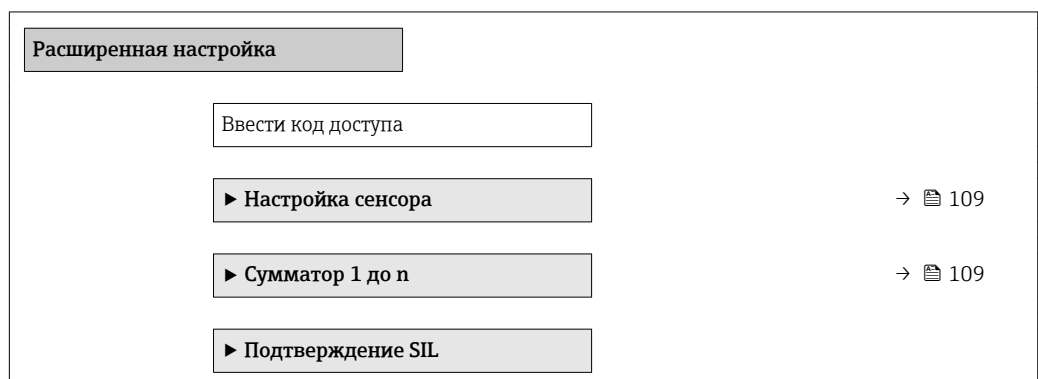 Расширенная настройка
Ввести код доступа
► Настройка сенсора → 109
► Сумматор 1 до n → 109
► Подтверждение SIL